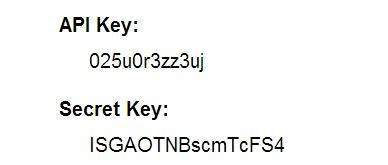 API Key:
025u0r3zz3uj
Secret Key:
ISGAOTNBscmTcFS4